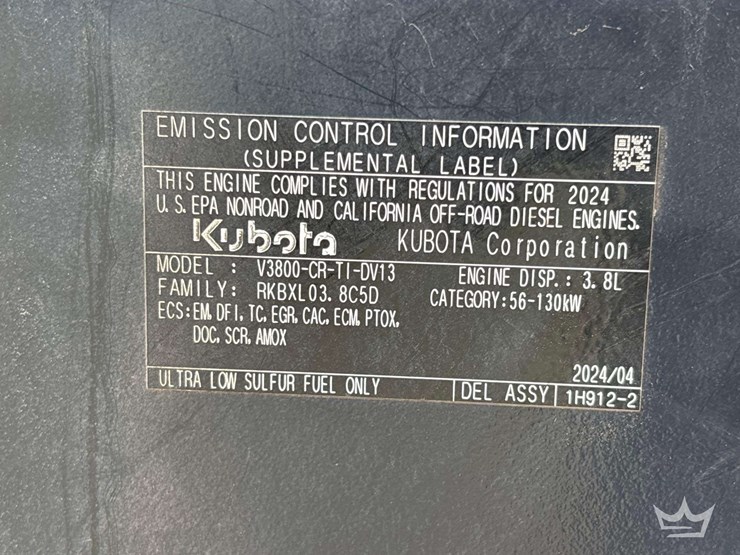 EMISSION CONTROL INFORMATION
(SUPPLEMENTAL LABEL)
THIS ENGINE COMPLIES WITH REGULATIONS FOR 2024
U.S.EPA NONROAD AND CALIFORNIA OFF-ROAD DIESEL ENGINES.
Kubota KUBOTA Corporation
MODEL : V3800-CR-TI-DV13 ENGINE DISP.: 3.8L
FAMILY: RKBXL03.8C5D CATEGORY:56-130kW
ECS:EM, DFI, TC, EGR, CAC, ECM, PTOX,
DOC, SCR, AMOX
2024/04
ULTRA LOW SULFUR FUEL ONLY DEL ASSY 1H912-2